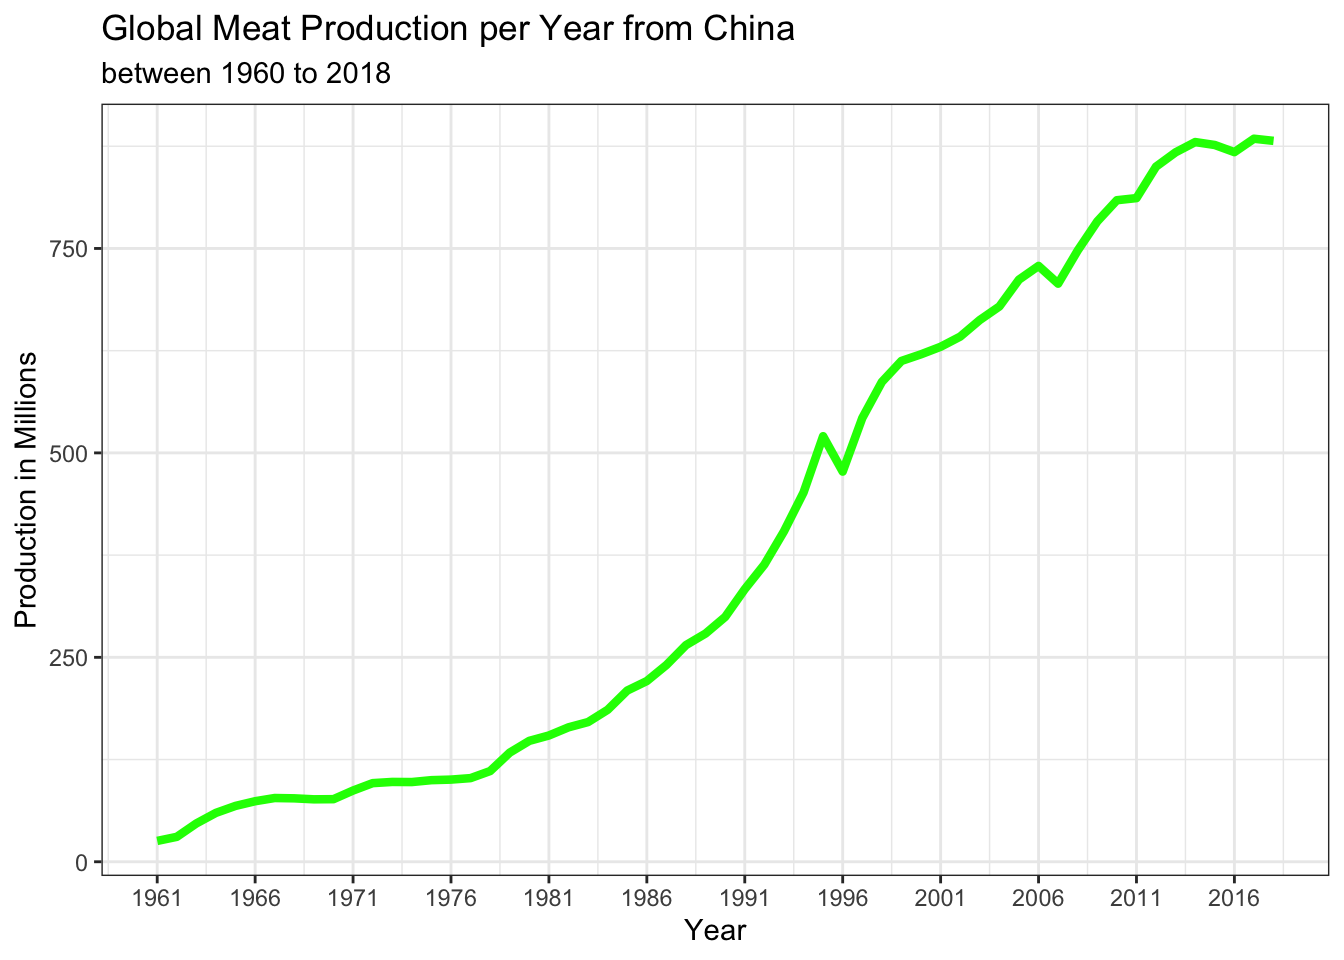 Global Meat Production per Year from China
between 1960 to 2018
Production in Millions
750
500
250
0
1961 1966 1971 1976 1981 1986 1991 1996 2001 2006 2011 2016
Year